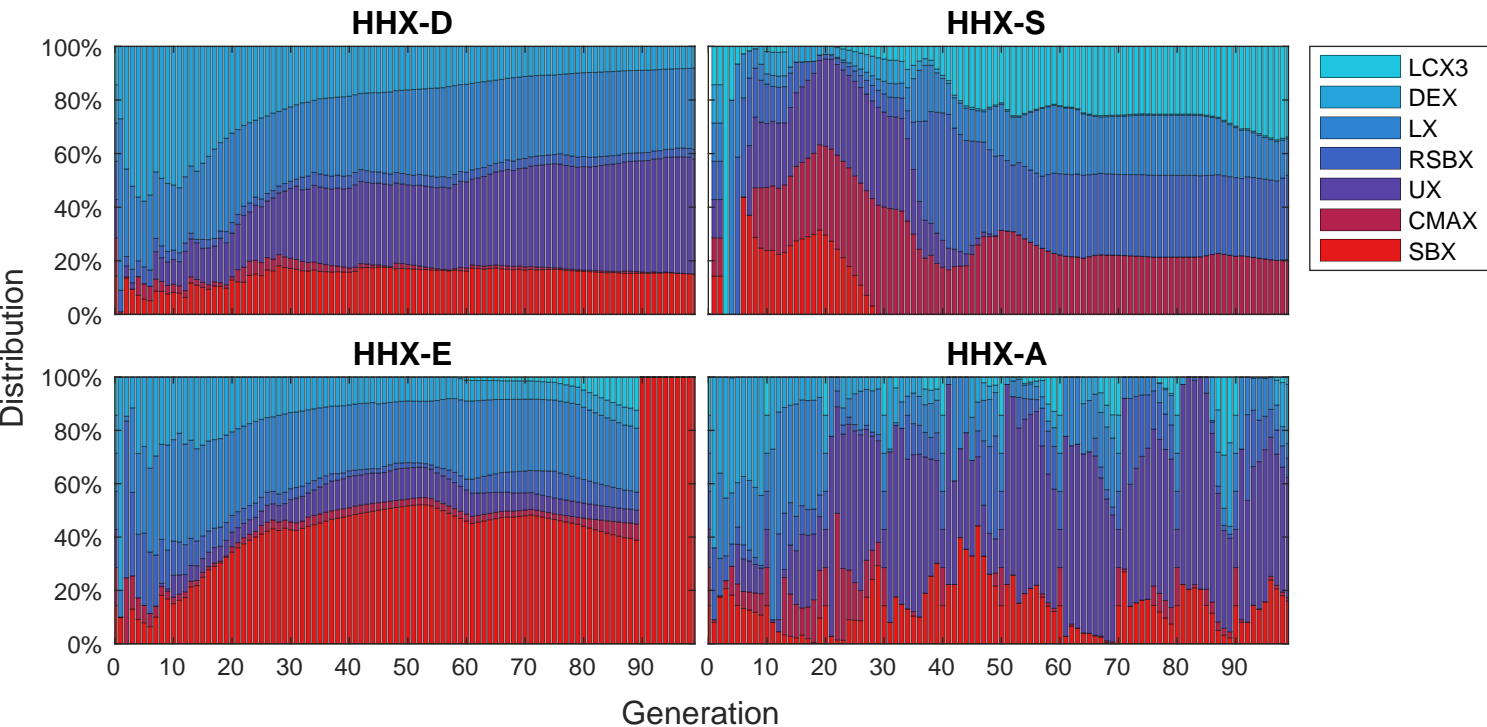 HHX-D
HHX-S
100%
80%
60%
40%
20%
0%
LCX3
DEX
LX
RSBX
UX
CMAX
SBX
Distribution
HHX-E
HHX-A
100%
80%
60%
40%
20%
0%
0 10 20 30 40 50 60 70 80 90
0 10 20 30 40 50 60 70 80 90
Generation